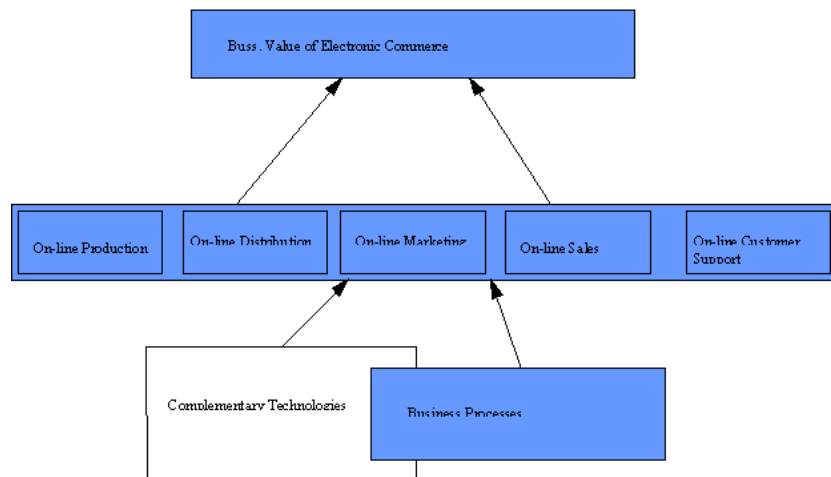 Buss. Value of Electronic Commerce
On-line Production
On-line Distribution
On-line Marketing
On-line Sales
On-line Customer
Support
Complementary Technologies
Business Processes